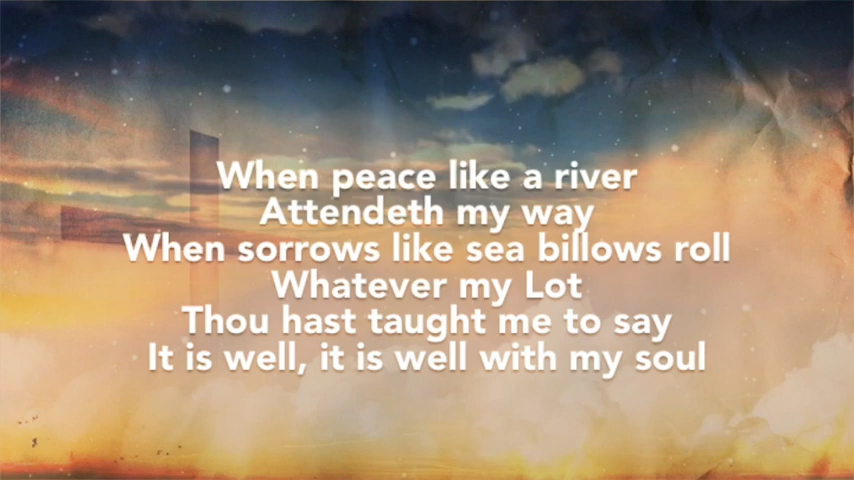 When peace like a river
Attendeth my way
When sorrows like sea billows roll
Whatever my Lot
Thou hast taught me to say
It is well, it is well with my soul